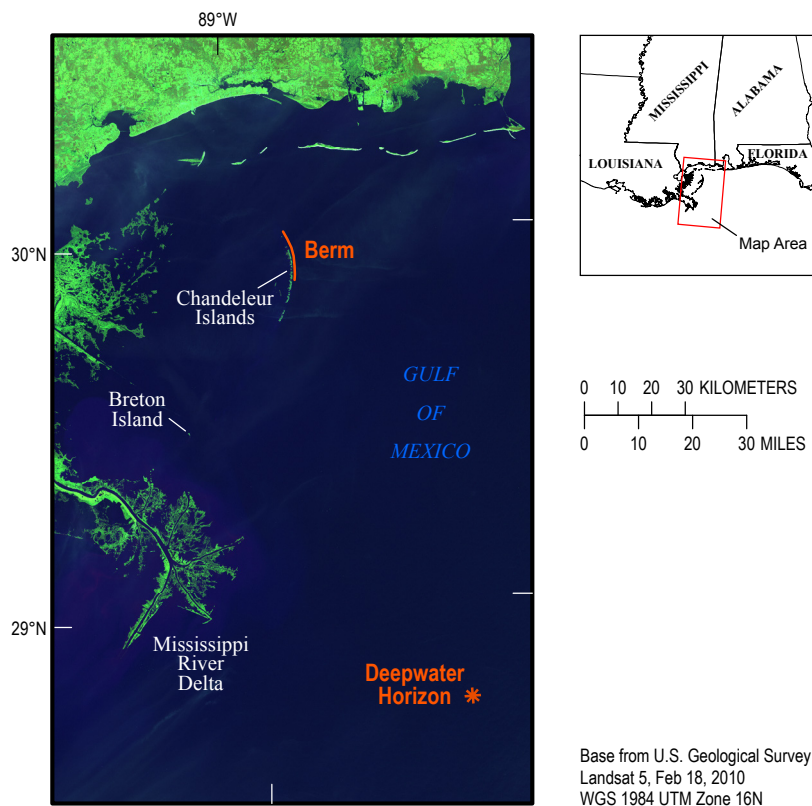 89°W
30°N
29°N
Berm
Chandeleur
Islands
Breton
Island
GULF
OF
MEXICO
Mississippi
River
Delta
Deepwater
Horizon
MISSISSIPPI
ALABAMA
LOUISIANA
FLORIDA
Map Area
0 10 20 30 KILOMETERS
0 10 20 30 MILES
Base from U.S. Geological Survey
Landsat 5, Feb 18, 2010
WGS 1984 UTM Zone 16N